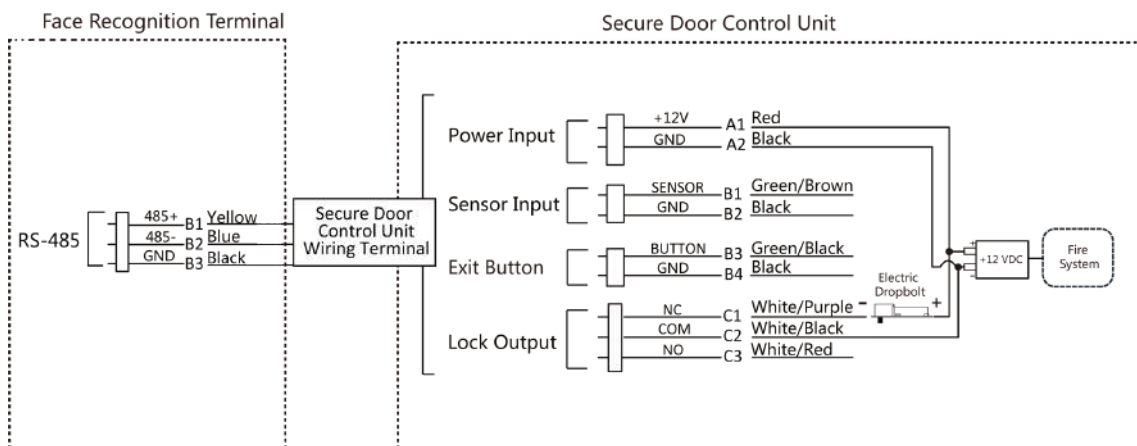 Face Recognition Terminal
Secure Door Control Unit
Power Input
+12V A1 Red
GND A2 Black
Sensor Input
SENSOR B1 Green/Brown
GND B2 Black
RS-485
485+ B1 Yellow
485- B2 Blue
GND B3 Black
Secure Door
Control Unit
Wiring Terminal
Exit Button
BUTTON B3 Green/Black
GND B4 Black
Lock Output
NC C1 White/Purple
COM C2 White/Black
NO C3 White/Red
Electric
Dropbolt
- +
+
+12 VDC
-
Fire
System